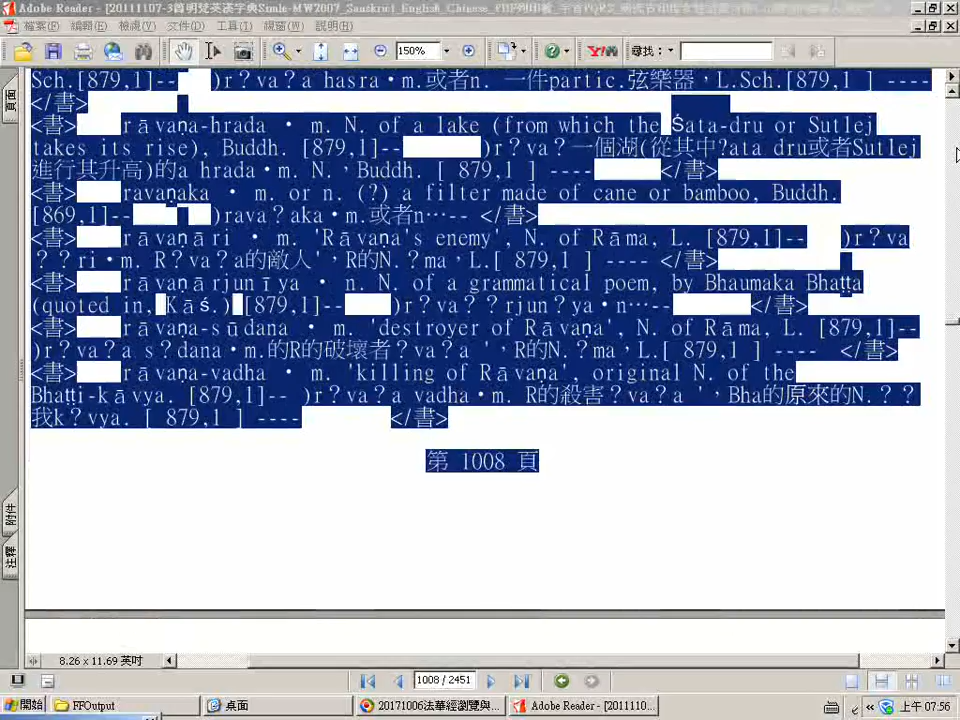 Adobe Reader - [20111107-3
檔案(F) 編輯(E) 檢視(V) 文件(D) 工具(T) 視窗(W) 說明(H)
150% 尋找:
頁面
Sch.[879,1]-- )r?va?a hasra·m.或者n. 一件partic.弦樂器,L.Sch.[879,1 ] ----
</書>
<書> rāvaṇa-hrada · m. N. of a lake (from which the Śata-dru or Sutlej
takes its rise), Buddh. [879,1]-- )r?va?一個湖(從其中?ata dru或者Sutlej
進行其升高)的a hrada·m. N.,Buddh. [ 879,1 ] ---- </書>
<書> ravaṇaka · m. or n. (?) a filter made of cane or bamboo, Buddh.
[869,1]-- )rava?aka·m.或者n…-- </書>
<書> rāvaṇāri · m. 'Rāvaṇa's enemy', N. of Rāma, L. [879,1]-- )r?va
??ri·m. R?va?a的敵人',R的N.?ma,L.[ 879,1 ] ---- </書>
<書> rāvaṇārjunīya · n. N. of a grammatical poem, by Bhaumaka Bhaṭṭa
(quoted in, Kāś.) [879,1]-- )r?va??rjun?ya·n…-- </書>
<書> rāvaṇa-sūdana · m. 'destroyer of Rāvaṇa', N. of Rāma, L. [879,1]--
)r?va?a s?dana·m.的R的破壞者?va?a ',R的N.?ma,L.[ 879,1 ] ---- </書>
<書> rāvaṇa-vadha · m. 'killing of Rāvaṇa', original N. of the
Bhaṭṭi-kāvya. [879,1]-- )r?va?a vadha·m. R的殺害?va?a ',Bha的原來的N.??
我k?vya. [ 879,1 ] ---- </書>
第 1008 頁
附件
注釋
8.26 x 11.69 英吋
1008 / 2451
開始 FFOutput 桌面 20171006法華經瀏覽與... Adobe Reader - [2011110... 上午 07:56